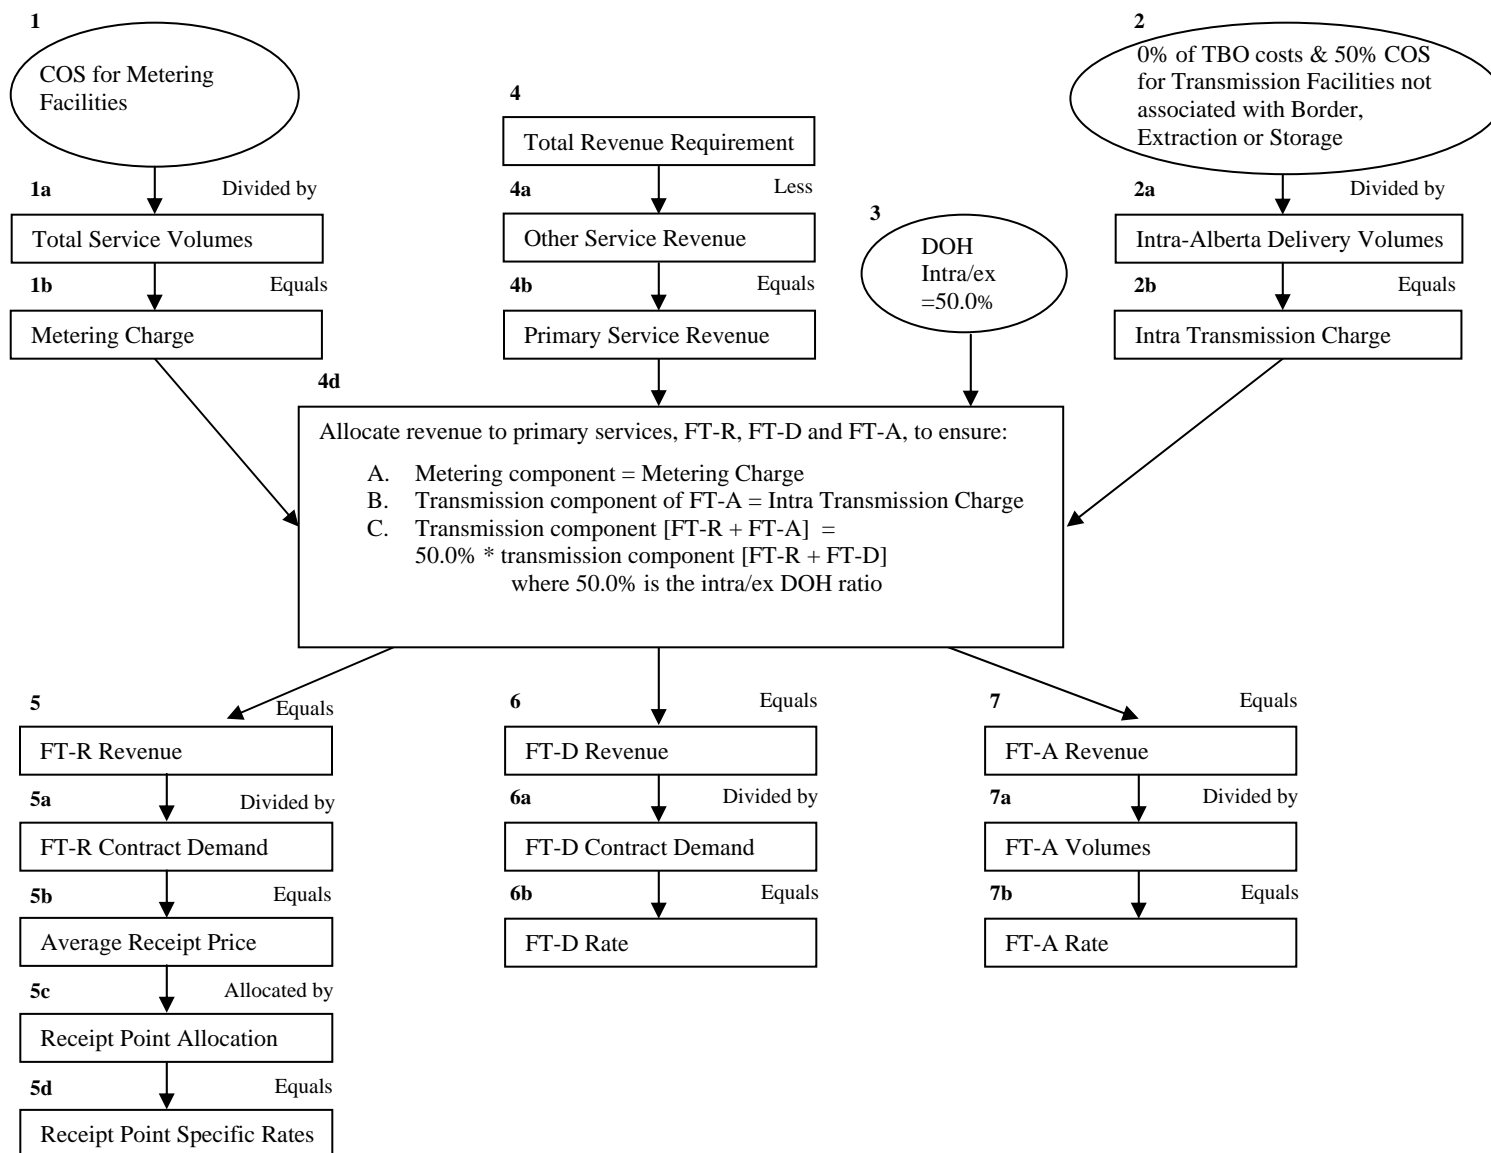 1
COS for Metering
Facilities
1a
Divided by
Total Service Volumes
1b
Equals
Metering Charge
4
Total Revenue Requirement
4a
Less
Other Service Revenue
4b
Equals
Primary Service Revenue
3
DOH
Intra/ex
=50.0%
2
0% of TBO costs & 50% COS
for Transmission Facilities not
associated with Border,
Extraction or Storage
2a
Divided by
Intra-Alberta Delivery Volumes
2b
Equals
Intra Transmission Charge
4d
Allocate revenue to primary services, FT-R, FT-D and FT-A, to ensure:
A. Metering component = Metering Charge
B. Transmission component of FT-A = Intra Transmission Charge
C. Transmission component [FT-R + FT-A] =
50.0% * transmission component [FT-R + FT-D]
where 50.0% is the intra/ex DOH ratio
5
Equals
FT-R Revenue
5a
Divided by
FT-R Contract Demand
5b
Equals
Average Receipt Price
5c
Allocated by
Receipt Point Allocation
5d
Equals
Receipt Point Specific Rates
6
Equals
FT-D Revenue
6a
Divided by
FT-D Contract Demand
6b
Equals
FT-D Rate
7
Equals
FT-A Revenue
7a
Divided by
FT-A Volumes
7b
Equals
FT-A Rate